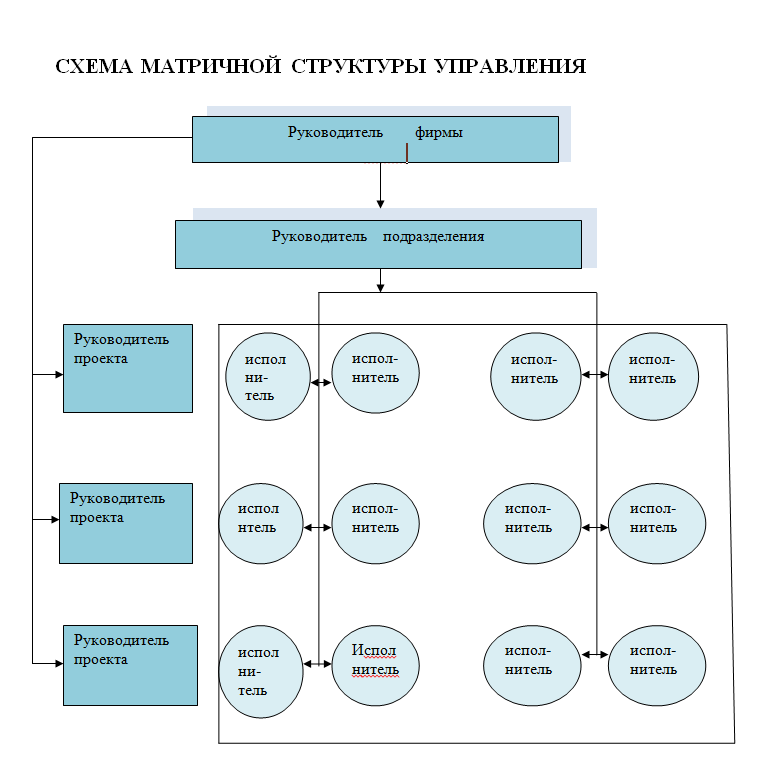 СХЕМА МАТРИЧНОЙ СТРУКТУРЫ УПРАВЛЕНИЯ
Руководитель фирмы
Руководитель подразделения
Руководитель
проекта
испол
ни-
тель
испол-
нитель
испол-
нитель
испол-
нитель
Руководитель
проекта
испол
нтель
испол-
нитель
испол-
нитель
испол-
нитель
Руководитель
проекта
испол
ни-
тель
Испол
нитель
испол-
нитель
испол-
нитель